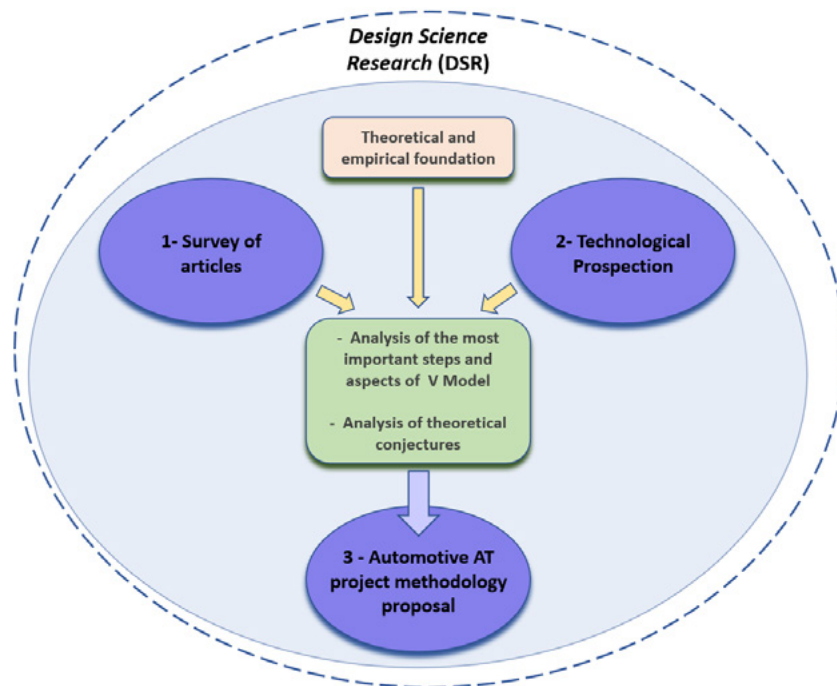 Design Science
Research (DSR)
Theoretical and
empirical foundation
1- Survey of
articles
2- Technological
Prospection
- Analysis of the most
important steps and
aspects of V Model
- Analysis of theoretical
conjectures
3 - Automotive AT
project methodology
proposal